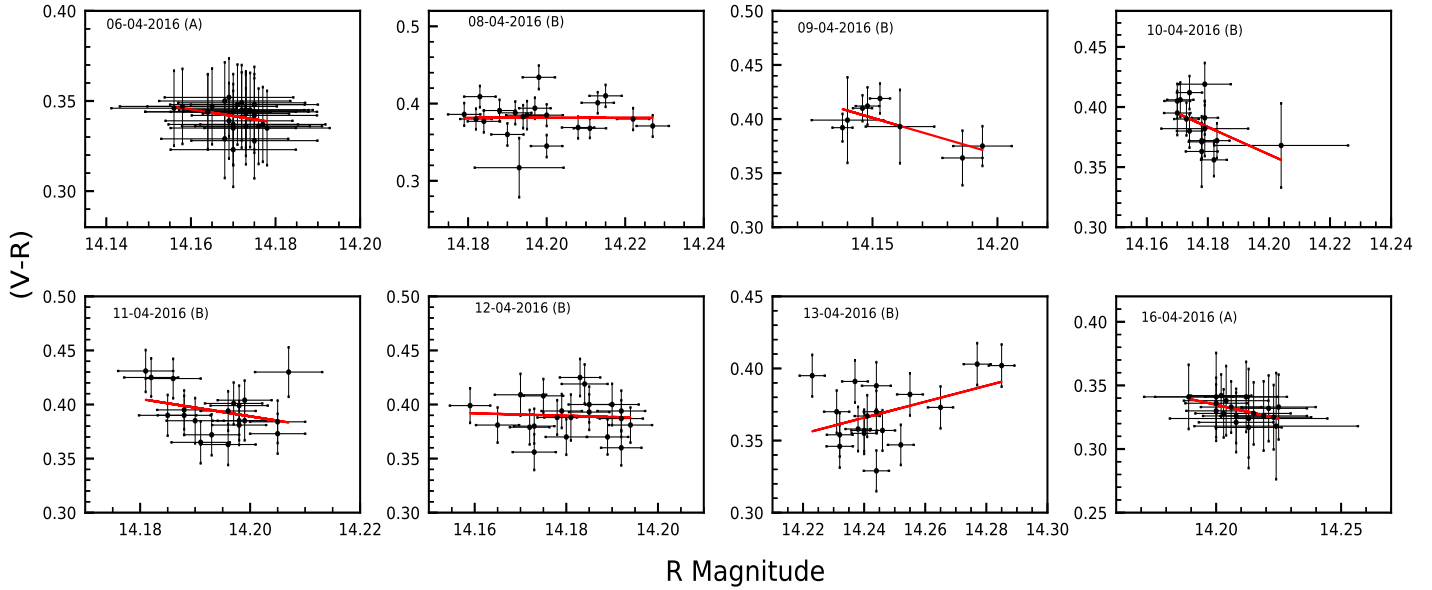 0.40
0.35
0.30
06-04-2016 (A)
14.14 14.16 14.18 14.20
0.5
0.4
0.3
08-04-2016 (B)
14.18 14.20 14.22 14.24
0.50
0.45
0.40
0.35
0.30
09-04-2016 (B)
14.15 14.20
0.45
0.40
0.35
0.30
10-04-2016 (B)
14.16 14.18 14.20 14.22 14.24
(V-R)
0.50
0.45
0.40
0.35
0.30
11-04-2016 (B)
14.18 14.20 14.22
0.50
0.45
0.40
0.35
0.30
12-04-2016 (B)
14.16 14.18 14.20
0.45
0.40
0.35
0.30
13-04-2016 (B)
14.22 14.24 14.26 14.28 14.30
0.40
0.35
0.30
0.25
16-04-2016 (A)
14.20 14.25
R Magnitude